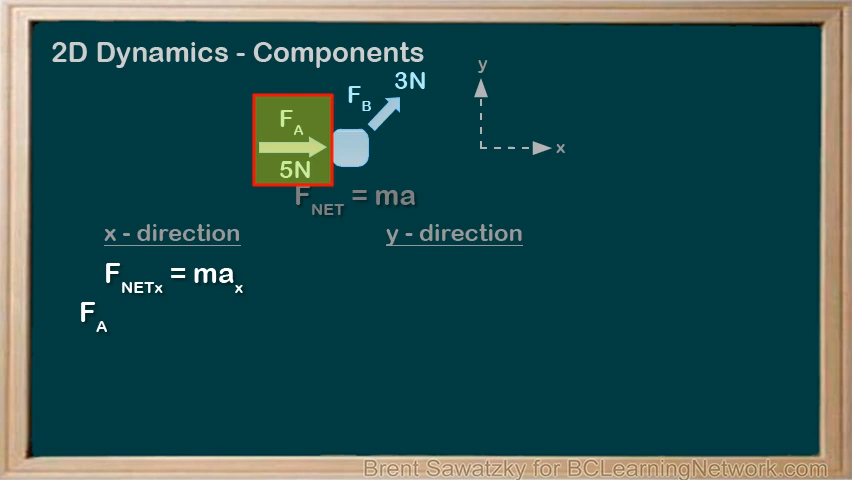 2D Dynamics - Components
y
3N
F_B
F_A
x
5N
F_NET = ma
x - direction
y - direction
F_NETx = ma_x
F_A
Brent Sawatzky for BCLearningNetwork.com